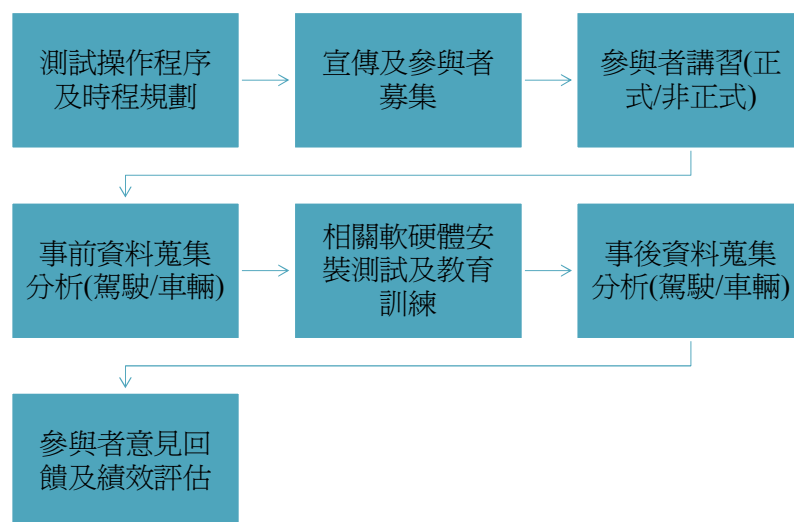 測試操作程序
及時程規劃
宣傳及參與者
募集
參與者講習(正
式/非正式)
事前資料蒐集
分析(駕駛/車輛)
相關軟硬體安
裝測試及教育
訓練
事後資料蒐集
分析(駕駛/車輛)
參與者意見回
饋及績效評估